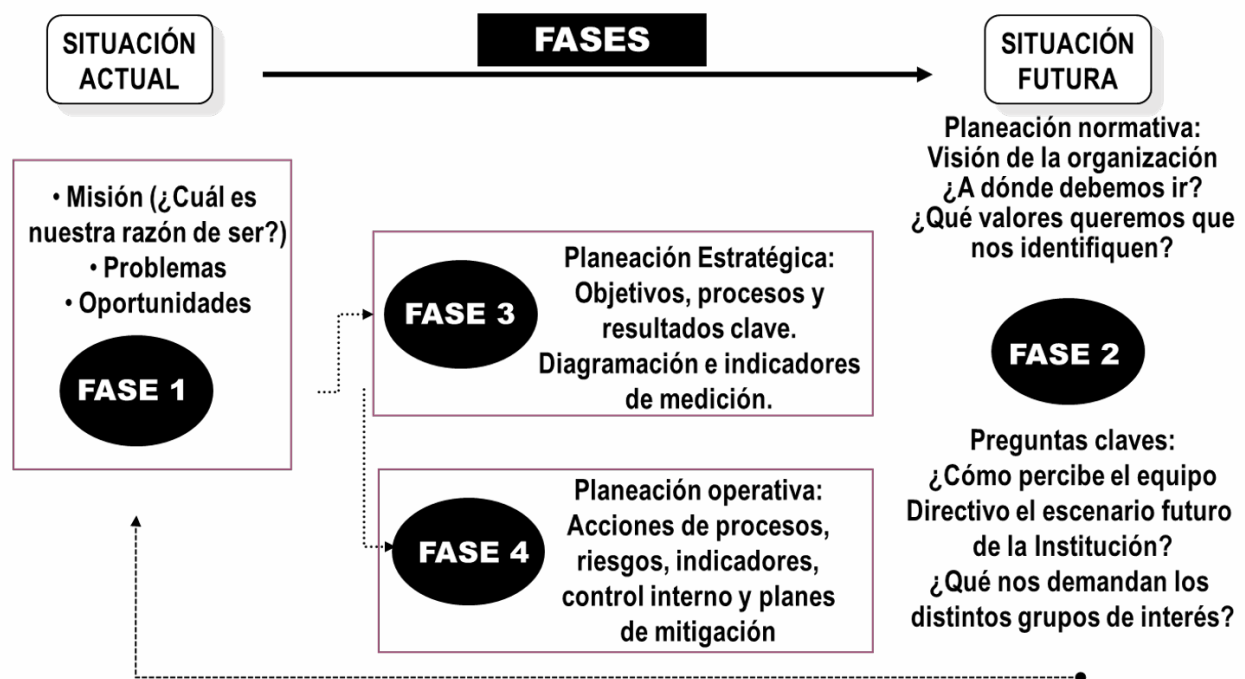 SITUACIÓN
ACTUAL
FASES
SITUACIÓN
FUTURA
• Misión (¿Cuál es
nuestra razón de ser?)
• Problemas
• Oportunidades
FASE 1
FASE 3
Planeación Estratégica:
Objetivos, procesos y
resultados clave.
Diagramación e indicadores
de medición.
FASE 4
Planeación operativa:
Acciones de procesos,
riesgos, indicadores,
control interno y planes
de mitigación
Planeación normativa:
Visión de la organización
¿A dónde debemos ir?
¿Qué valores queremos que
nos identifiquen?
FASE 2
Preguntas claves:
¿Cómo percibe el equipo
Directivo el escenario futuro
de la Institución?
¿Qué nos demandan los
distintos grupos de interés?